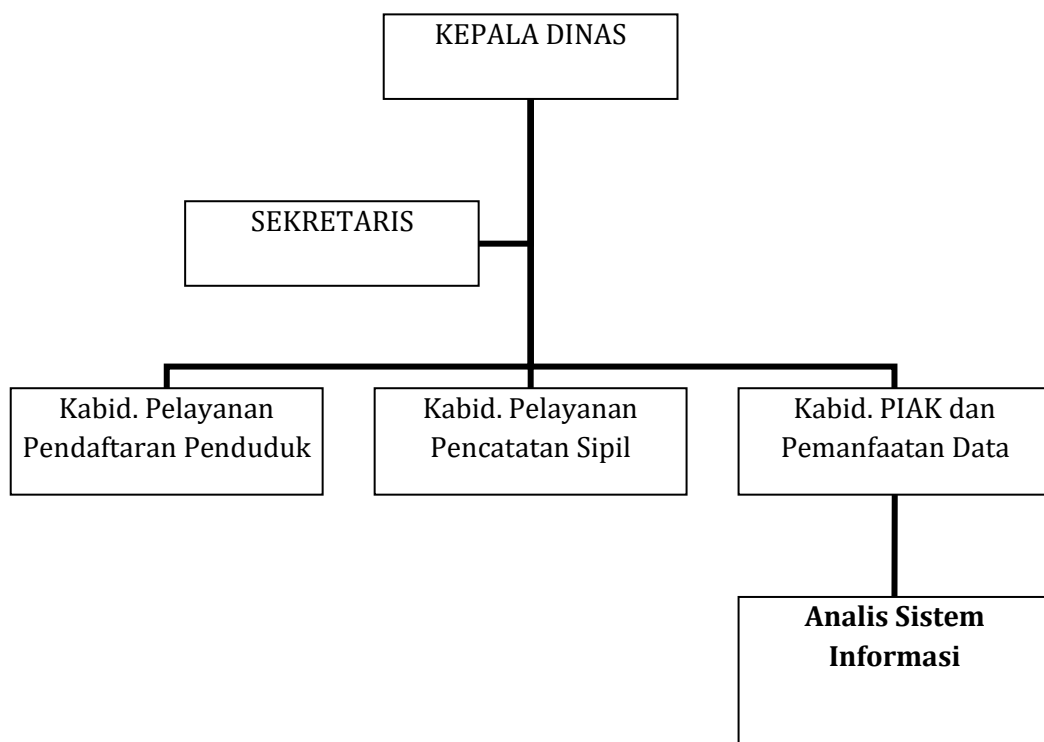 KEPALA DINAS
SEKRETARIS
Kabid. Pelayanan
Pendaftaran Penduduk
Kabid. Pelayanan
Pencatatan Sipil
Kabid. PIAK dan
Pemanfaatan Data
Analis Sistem
Informasi